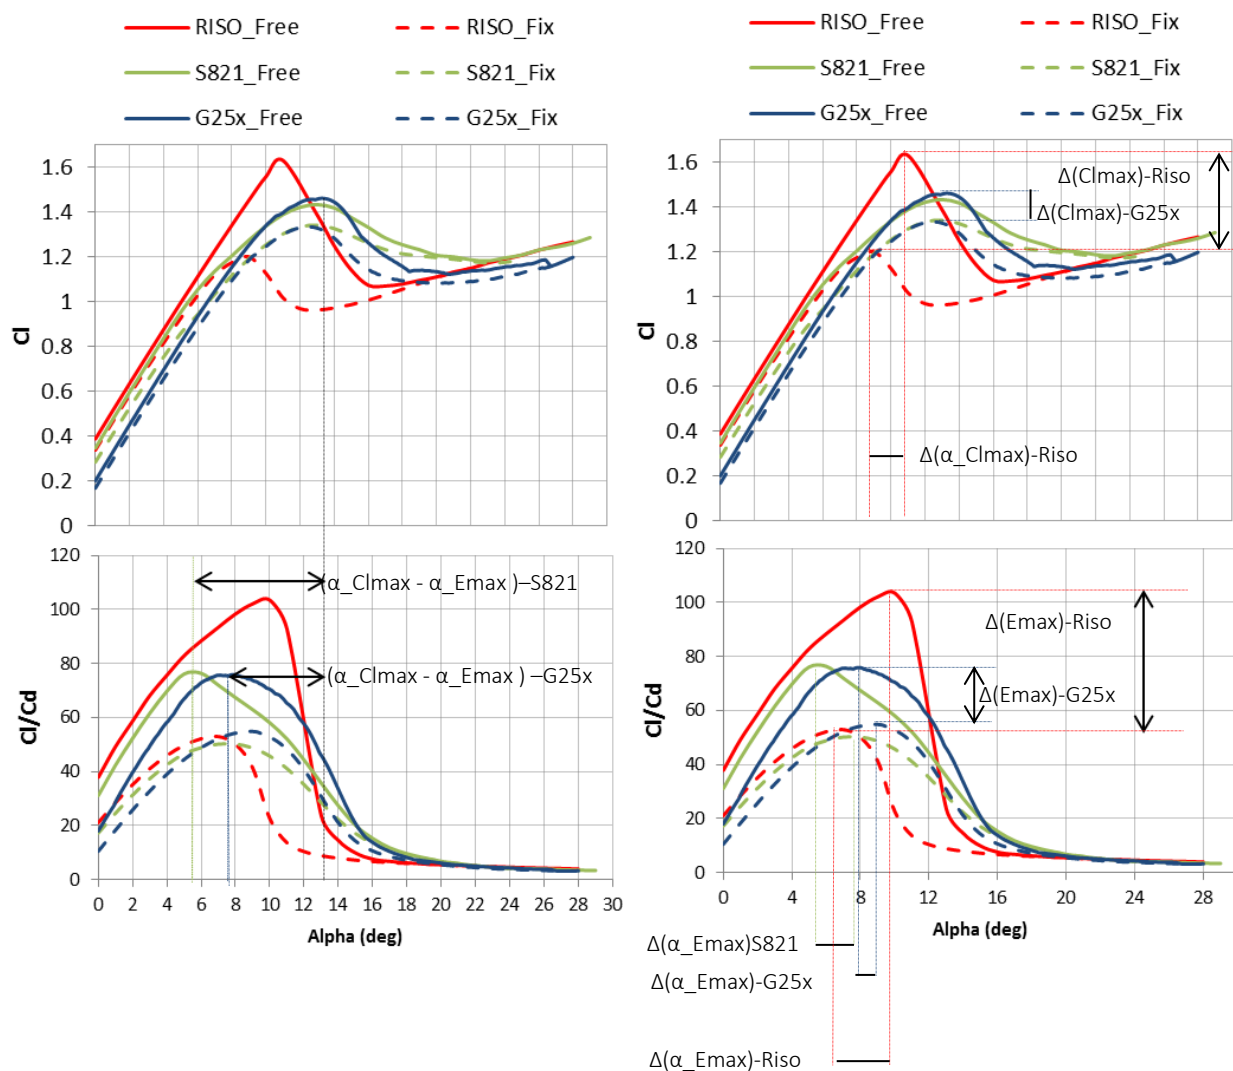 RISO_Free RISO_Fix
S821_Free S821_Fix
G25x_Free G25x_Fix
Cl
1.6
1.4
1.2
1
0.8
0.6
0.4
0.2
0
120
100
80
60
40
20
0
Cl/Cd
(α_Clmax - α_Emax )–S821
(α_Clmax - α_Emax ) –G25x
0 2 4 6 8 10 12 14 16 18 20 22 24 26 28 30
Alpha (deg)
RISO_Free RISO_Fix
S821_Free S821_Fix
G25x_Free G25x_Fix
Cl
1.6
1.4
1.2
1
0.8
0.6
0.4
0.2
0
Δ(Clmax)-Riso
Δ(Clmax)-G25x
Δ(α_Clmax)-Riso
120
100
80
60
40
20
0
Cl/Cd
Δ(Emax)-Riso
Δ(Emax)-G25x
0 4 8 12 16 20 24 28
Alpha (deg)
Δ(α_Emax)S821
Δ(α_Emax)-G25x
Δ(α_Emax)-Riso